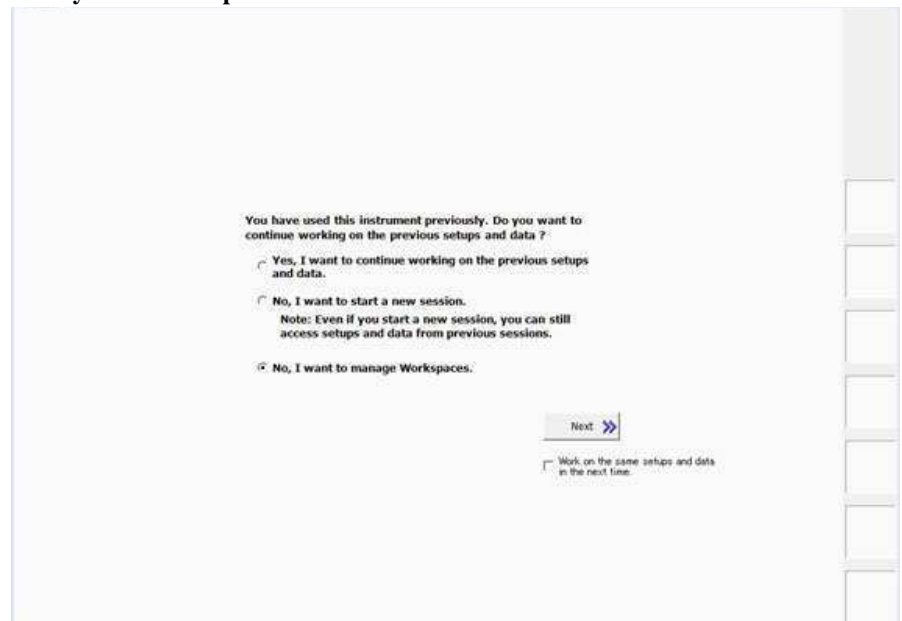 You have used this instrument previously. Do you want to
continue working on the previous setups and data ?
Yes, I want to continue working on the previous setups
and data.
No, I want to start a new session.
Note: Even if you start a new session, you can still
access setups and data from previous sessions.
No, I want to manage Workspaces.
Next
Work on the same setups and data
in the next time.